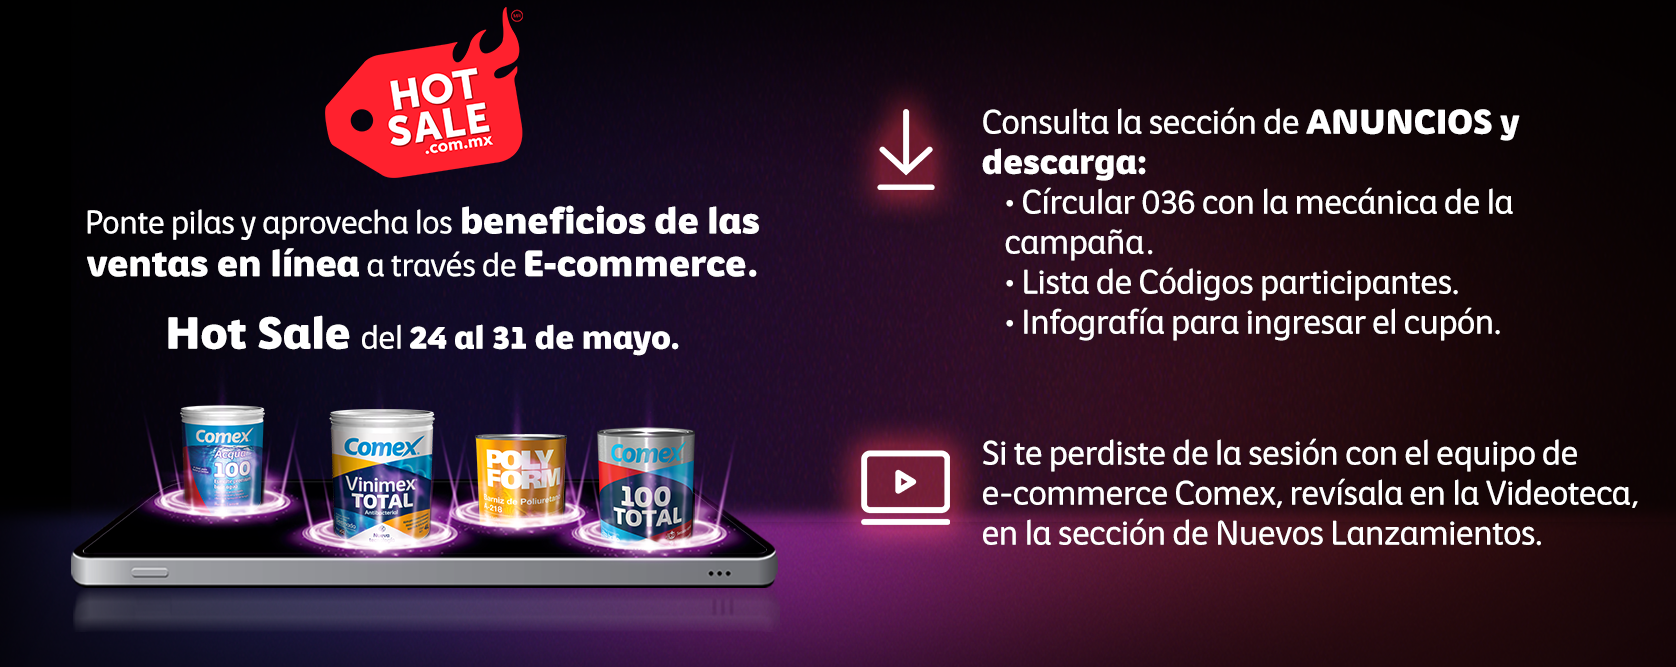 HOT
SALE
.com.mx
Ponte pilas y aprovecha los beneficios de las
ventas en línea a través de E-commerce.
Hot Sale del 24 al 31 de mayo.
Comex
Acqua
100
Comex
Vinimex
TOTAL
Antibacterial
Nueva
POLY
FORM
Barniz de Poliuretano
Comex
100
TOTAL
Consulta la sección de ANUNCIOS y
descarga:
• Círcular 036 con la mecánica de la
campaña.
• Lista de Códigos participantes.
• Infografía para ingresar el cupón.
Si te perdiste de la sesión con el equipo de
e-commerce Comex, revísala en la Videoteca,
en la sección de Nuevos Lanzamientos.